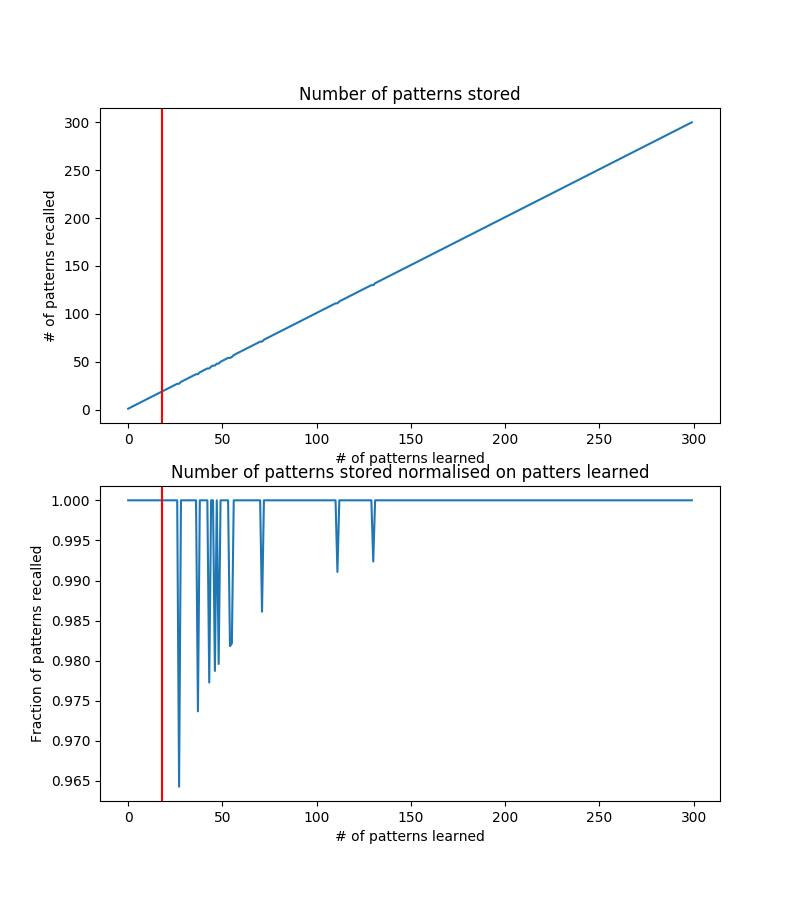 Number of patterns stored
300
250
200
150
100
50
0
# of patterns recalled
0 50 100 150 200 250 300
# of patterns learned
Number of patterns stored normalised on patters learned
1.000
0.995
0.990
0.985
0.980
0.975
0.970
0.965
Fraction of patterns recalled
0 50 100 150 200 250 300
# of patterns learned